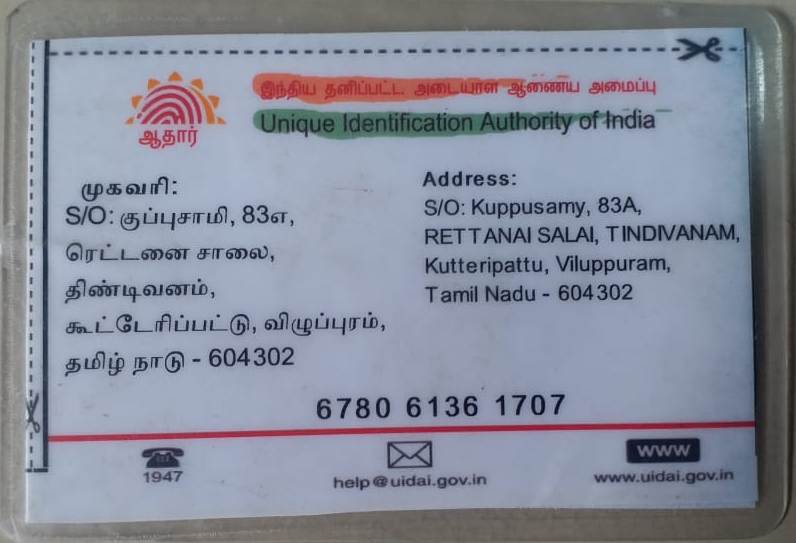 இந்திய தனிப்பட்ட அடையாள ஆணைய அமைப்பு
Unique Identification Authority of India
ஆதார்
முகவரி:
S/O: குப்புசாமி, 83எ,
ரெட்டனை சாலை,
திண்டிவனம்,
கூட்டேரிப்பட்டு, விழுப்புரம்,
தமிழ் நாடு - 604302
Address:
S/O: Kuppusamy, 83A,
RETTANAI SALAI, TINDIVANAM,
Kutteripattu, Viluppuram,
Tamil Nadu - 604302
6780 6136 1707
1947
help@uidai.gov.in
www
www.uidai.gov.in